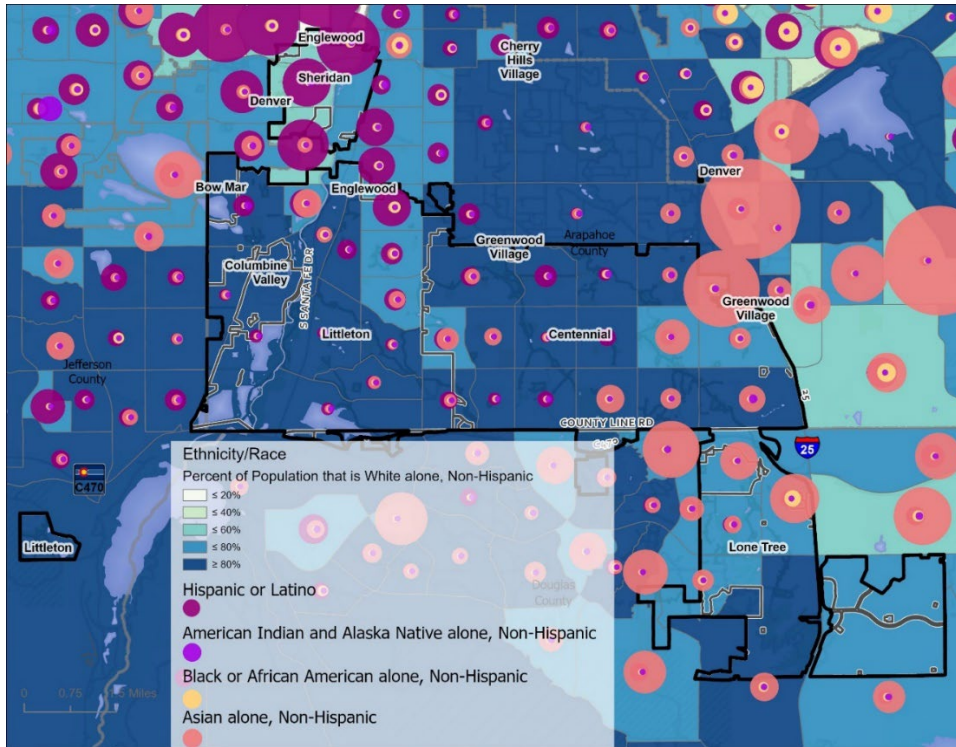 Englewood
Sheridan
Cherry
Hills
Village
Denver
Denver
Bow Mar
Englewood
Greenwood
Village
Arapahoe
County
Columbine
Valley
S SANTA FE DR
Greenwood
Village
Littleton
Centennial
Jefferson
County
25
COUNTY LINE RD
C470
25
C470
Littleton
Lone Tree
Douglas
County
Ethnicity/Race
Percent of Population that is White alone, Non-Hispanic
≤ 20%
≤ 40%
≤ 60%
≤ 80%
≥ 80%
Hispanic or Latino
American Indian and Alaska Native alone, Non-Hispanic
Black or African American alone, Non-Hispanic
0 0.75 1.5 Miles
Asian alone, Non-Hispanic